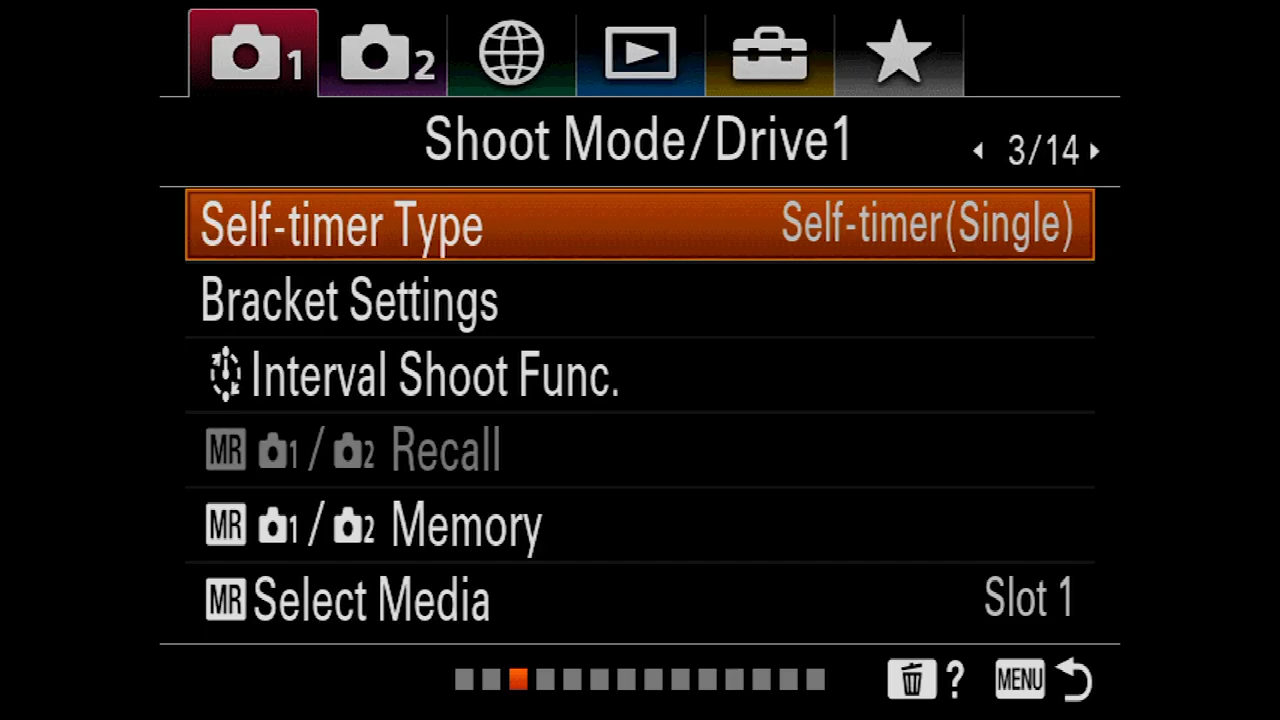 1 2
Shoot Mode/Drive1 3/14
Self-timer Type Self-timer(Single)
Bracket Settings
Interval Shoot Func.
MR 1 / 2 Recall
MR 1 / 2 Memory
MR Select Media Slot 1
? MENU